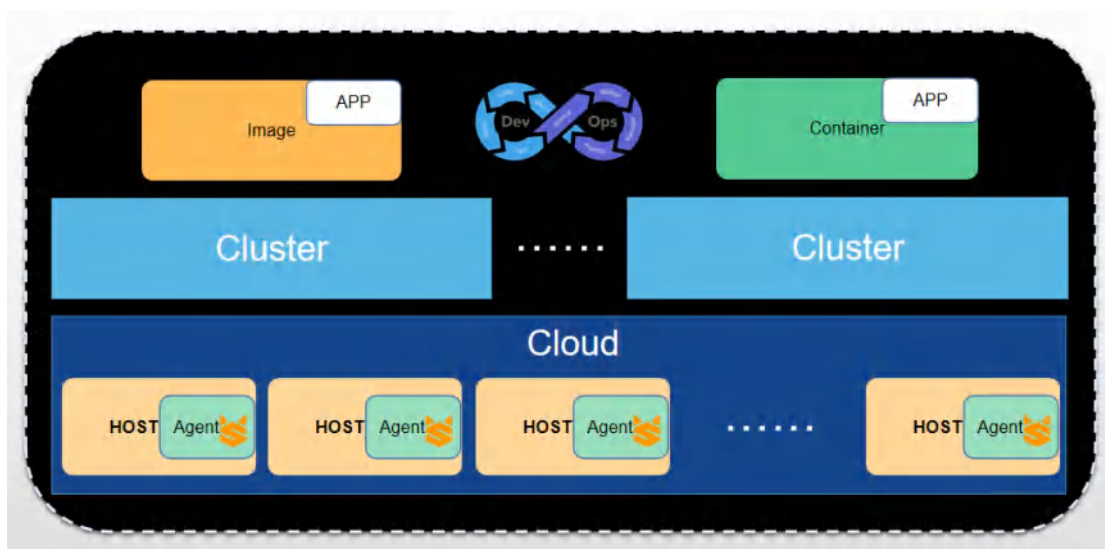 APP
Image
Dev
Ops
APP
Container
Cluster
......
Cluster
Cloud
HOST Agent
HOST Agent
HOST Agent
......
HOST Agent